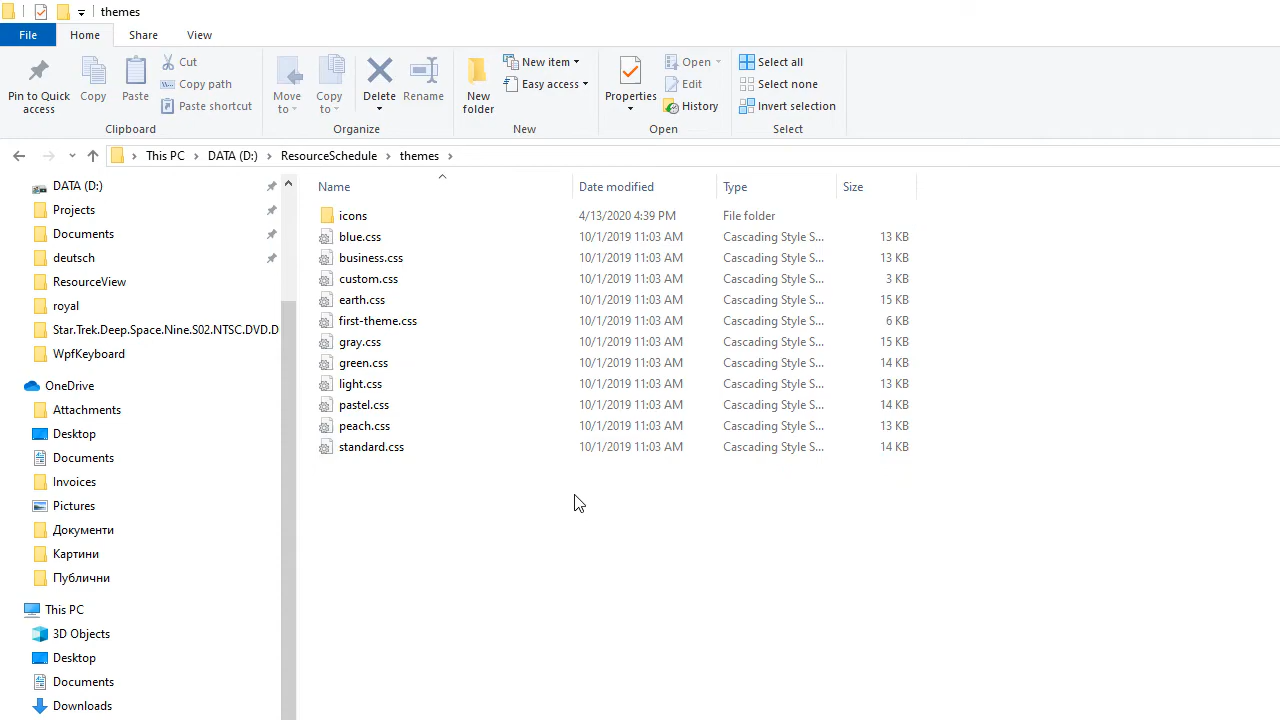 themes
File
Home
Share
View
Pin to Quick
access
Copy
Paste
Cut
Copy path
Paste shortcut
Clipboard
Move
to
Copy
to
Delete
Rename
Organize
New
folder
New item
Easy access
New
Properties
Open
Edit
History
Open
Select all
Select none
Invert selection
Select
This PC > DATA (D:) > ResourceSchedule > themes >
DATA (D:)
Projects
Documents
deutsch
ResourceView
royal
Star.Trek.Deep.Space.Nine.S02.NTSC.DVD.D
WpfKeyboard
OneDrive
Attachments
Desktop
Documents
Invoices
Pictures
Документи
Картини
Публични
This PC
3D Objects
Desktop
Documents
Downloads
Name Date modified Type Size
icons 4/13/2020 4:39 PM File folder
blue.css 10/1/2019 11:03 AM Cascading Style S... 13 KB
business.css 10/1/2019 11:03 AM Cascading Style S... 13 KB
custom.css 10/1/2019 11:03 AM Cascading Style S... 3 KB
earth.css 10/1/2019 11:03 AM Cascading Style S... 15 KB
first-theme.css 10/1/2019 11:03 AM Cascading Style S... 6 KB
gray.css 10/1/2019 11:03 AM Cascading Style S... 15 KB
green.css 10/1/2019 11:03 AM Cascading Style S... 14 KB
light.css 10/1/2019 11:03 AM Cascading Style S... 13 KB
pastel.css 10/1/2019 11:03 AM Cascading Style S... 14 KB
peach.css 10/1/2019 11:03 AM Cascading Style S... 13 KB
standard.css 10/1/2019 11:03 AM Cascading Style S... 14 KB